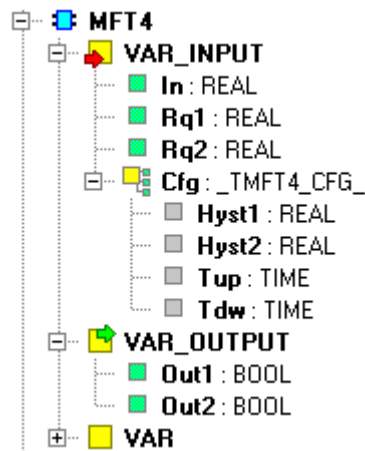 MFT4
VAR_INPUT
In : REAL
Rq1 : REAL
Rq2 : REAL
Cfg : _TMFT4_CFG_
Hyst1 : REAL
Hyst2 : REAL
Tup : TIME
Tdw : TIME
VAR_OUTPUT
Out1 : BOOL
Out2 : BOOL
VAR